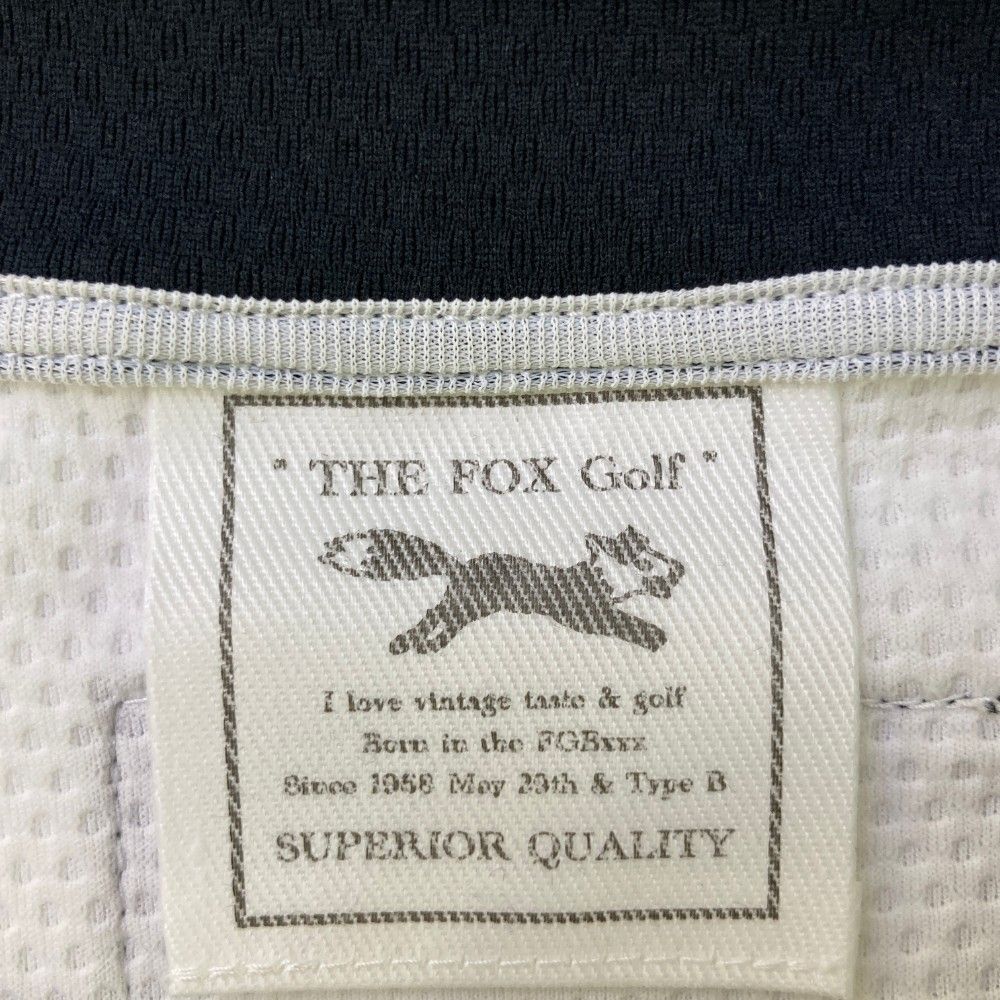 " THE FOX Golf "
I love vintage taste & golf
Born in the FGBxxx
Since 1958 May 29th & Type B
SUPERIOR QUALITY